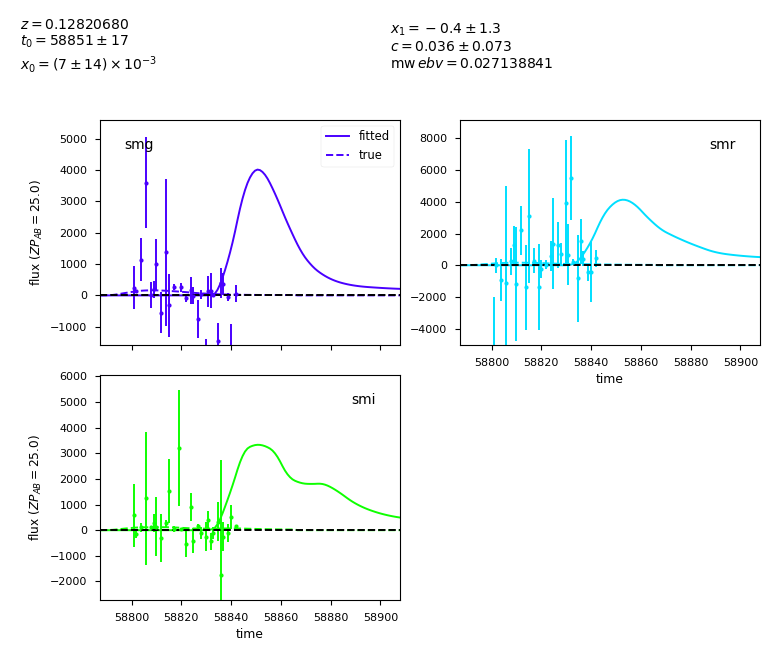 z = 0.12820680
t₀ = 58851 ± 17
x₀ = (7 ± 14) × 10⁻³
x₁ = −0.4 ± 1.3
c = 0.036 ± 0.073
mw ebv = 0.027138841
smg
fitted
true
5000
4000
3000
2000
1000
0
−1000
flux (ZP_AB = 25.0)
smr
8000
6000
4000
2000
0
−2000
−4000
58800 58820 58840 58860 58880 58900
time
smi
6000
5000
4000
3000
2000
1000
0
−1000
−2000
flux (ZP_AB = 25.0)
58800 58820 58840 58860 58880 58900
time